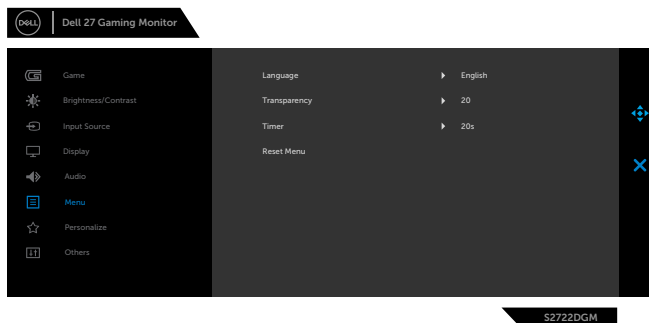 DELL
Dell 27 Gaming Monitor
Game
Language English
Brightness/Contrast
Transparency 20
Input Source
Timer 20s
Display
Reset Menu
Audio
Menu
Personalize
Others
S2722DGM